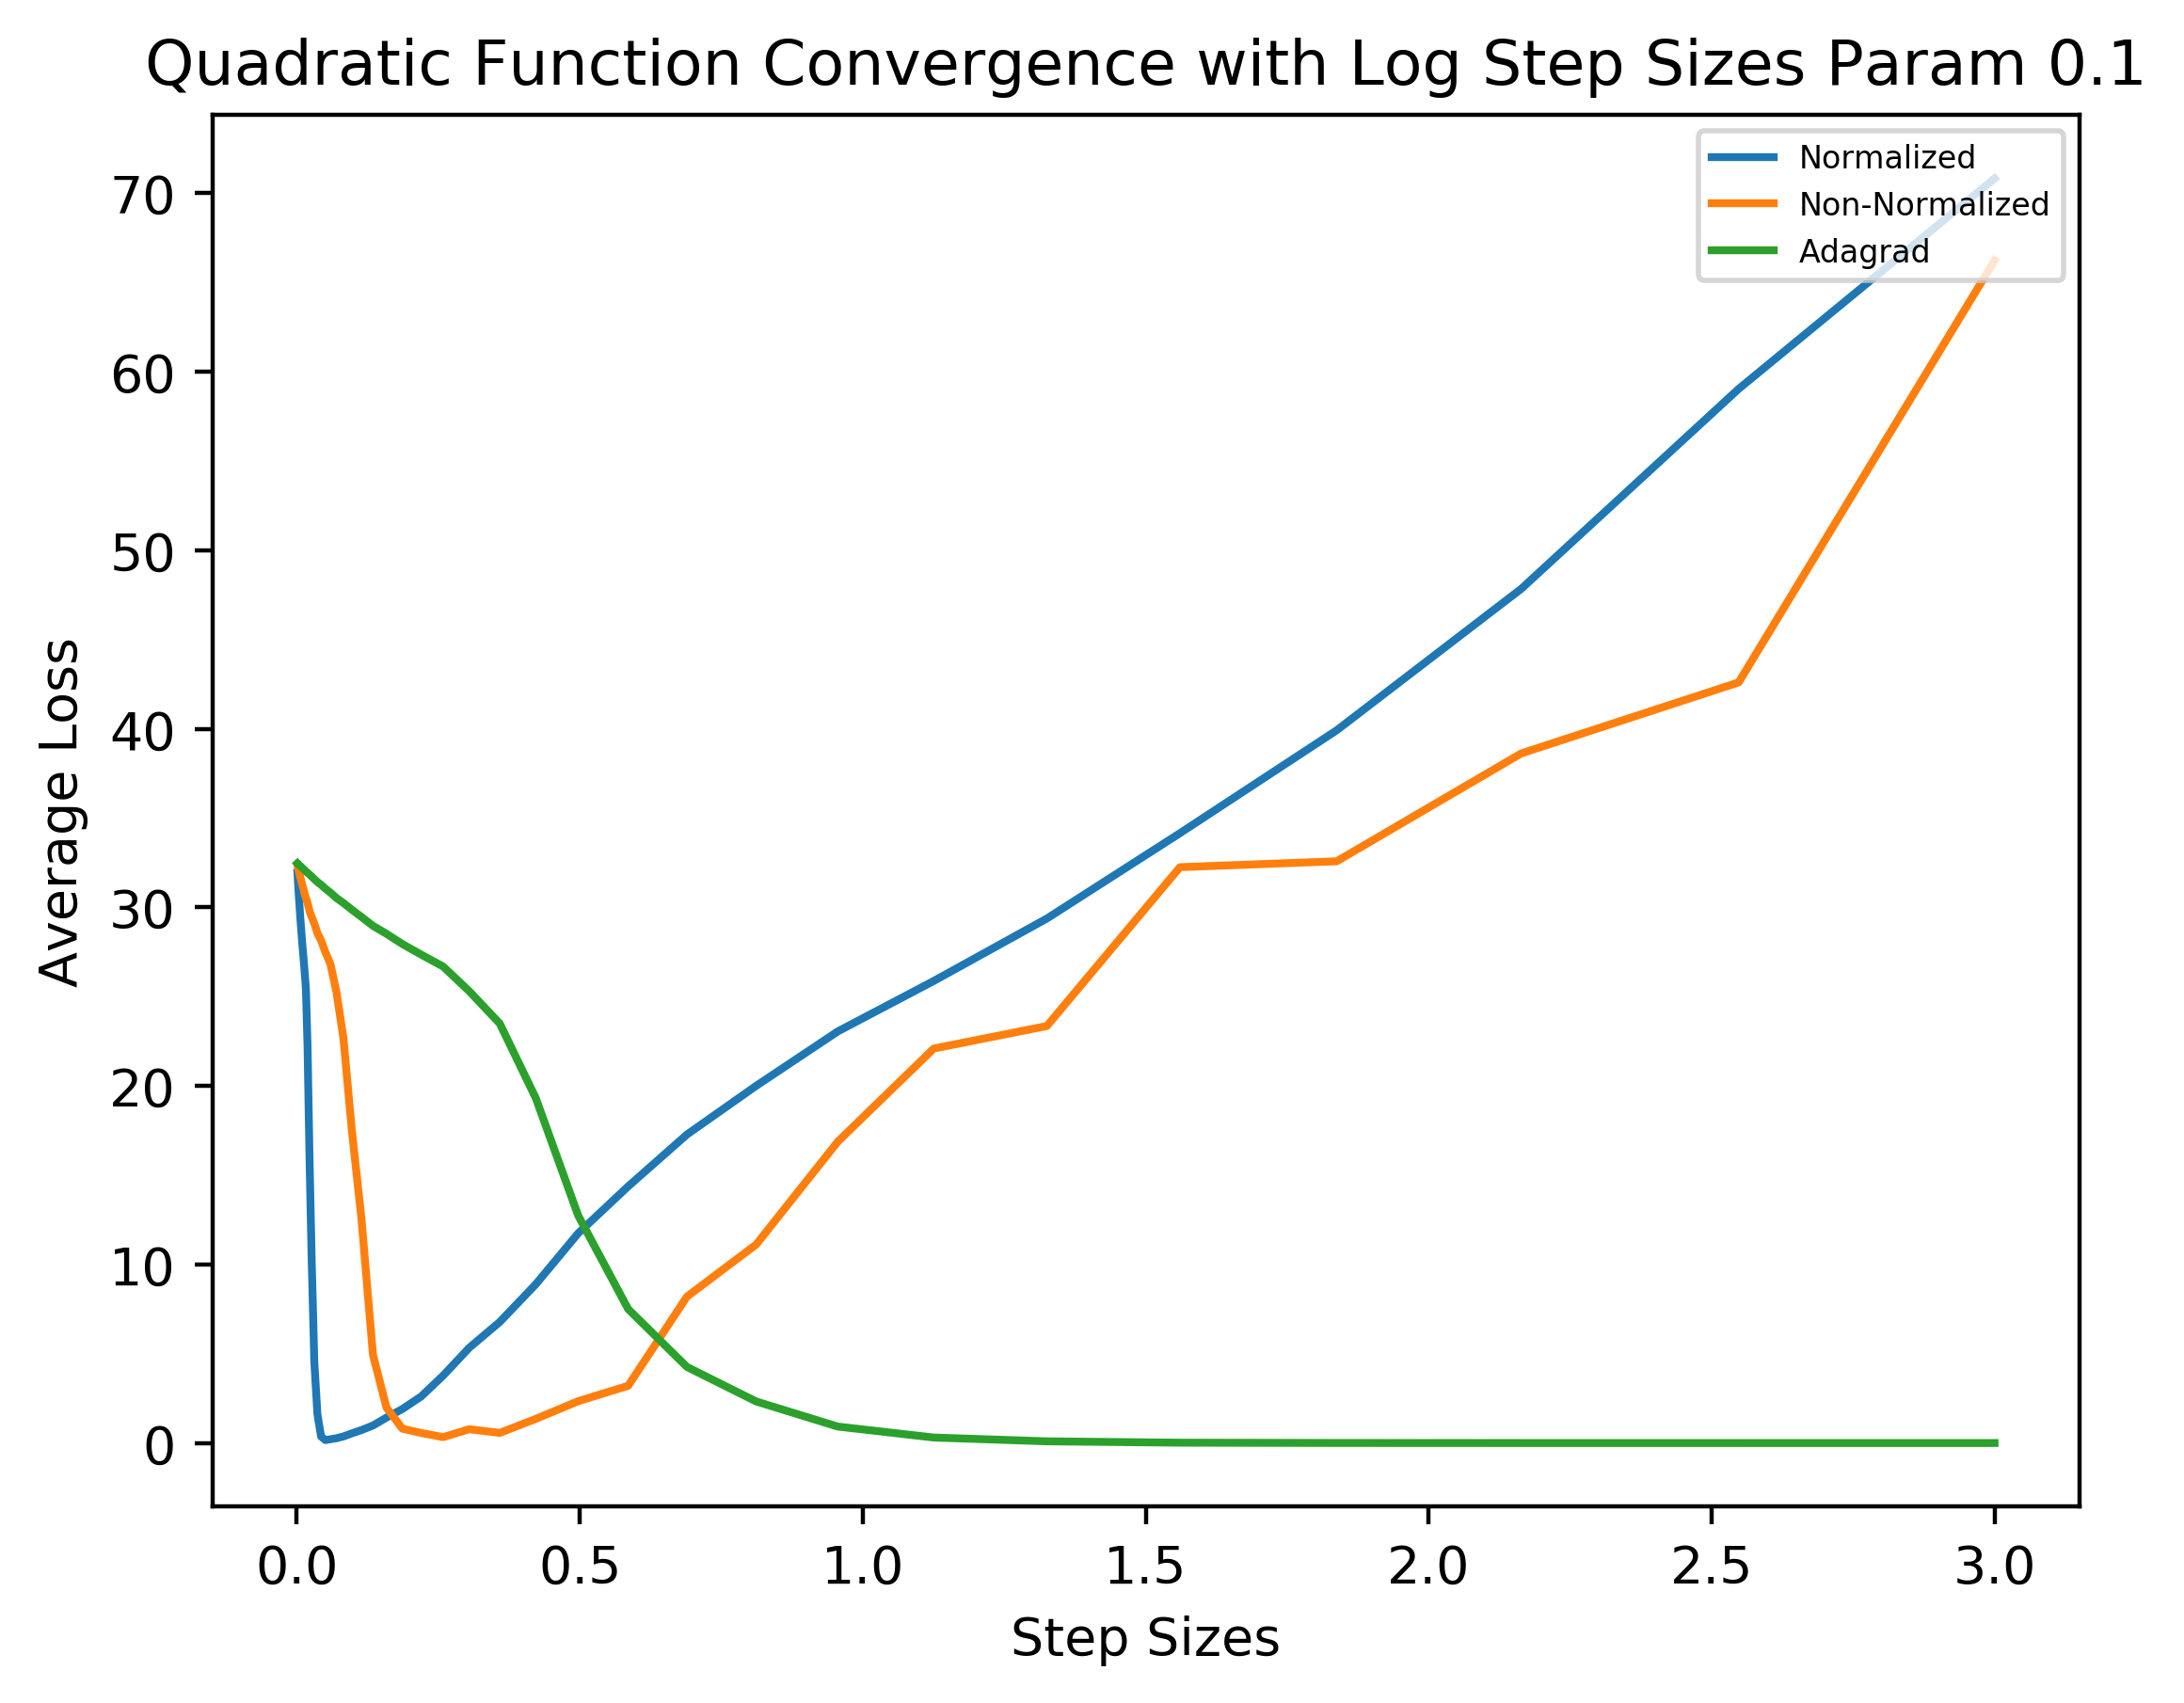 Quadratic Function Convergence with Log Step Sizes Param 0.1
Normalized
Non-Normalized
Adagrad
70
60
50
40
30
20
10
0
Average Loss
0.0 0.5 1.0 1.5 2.0 2.5 3.0
Step Sizes